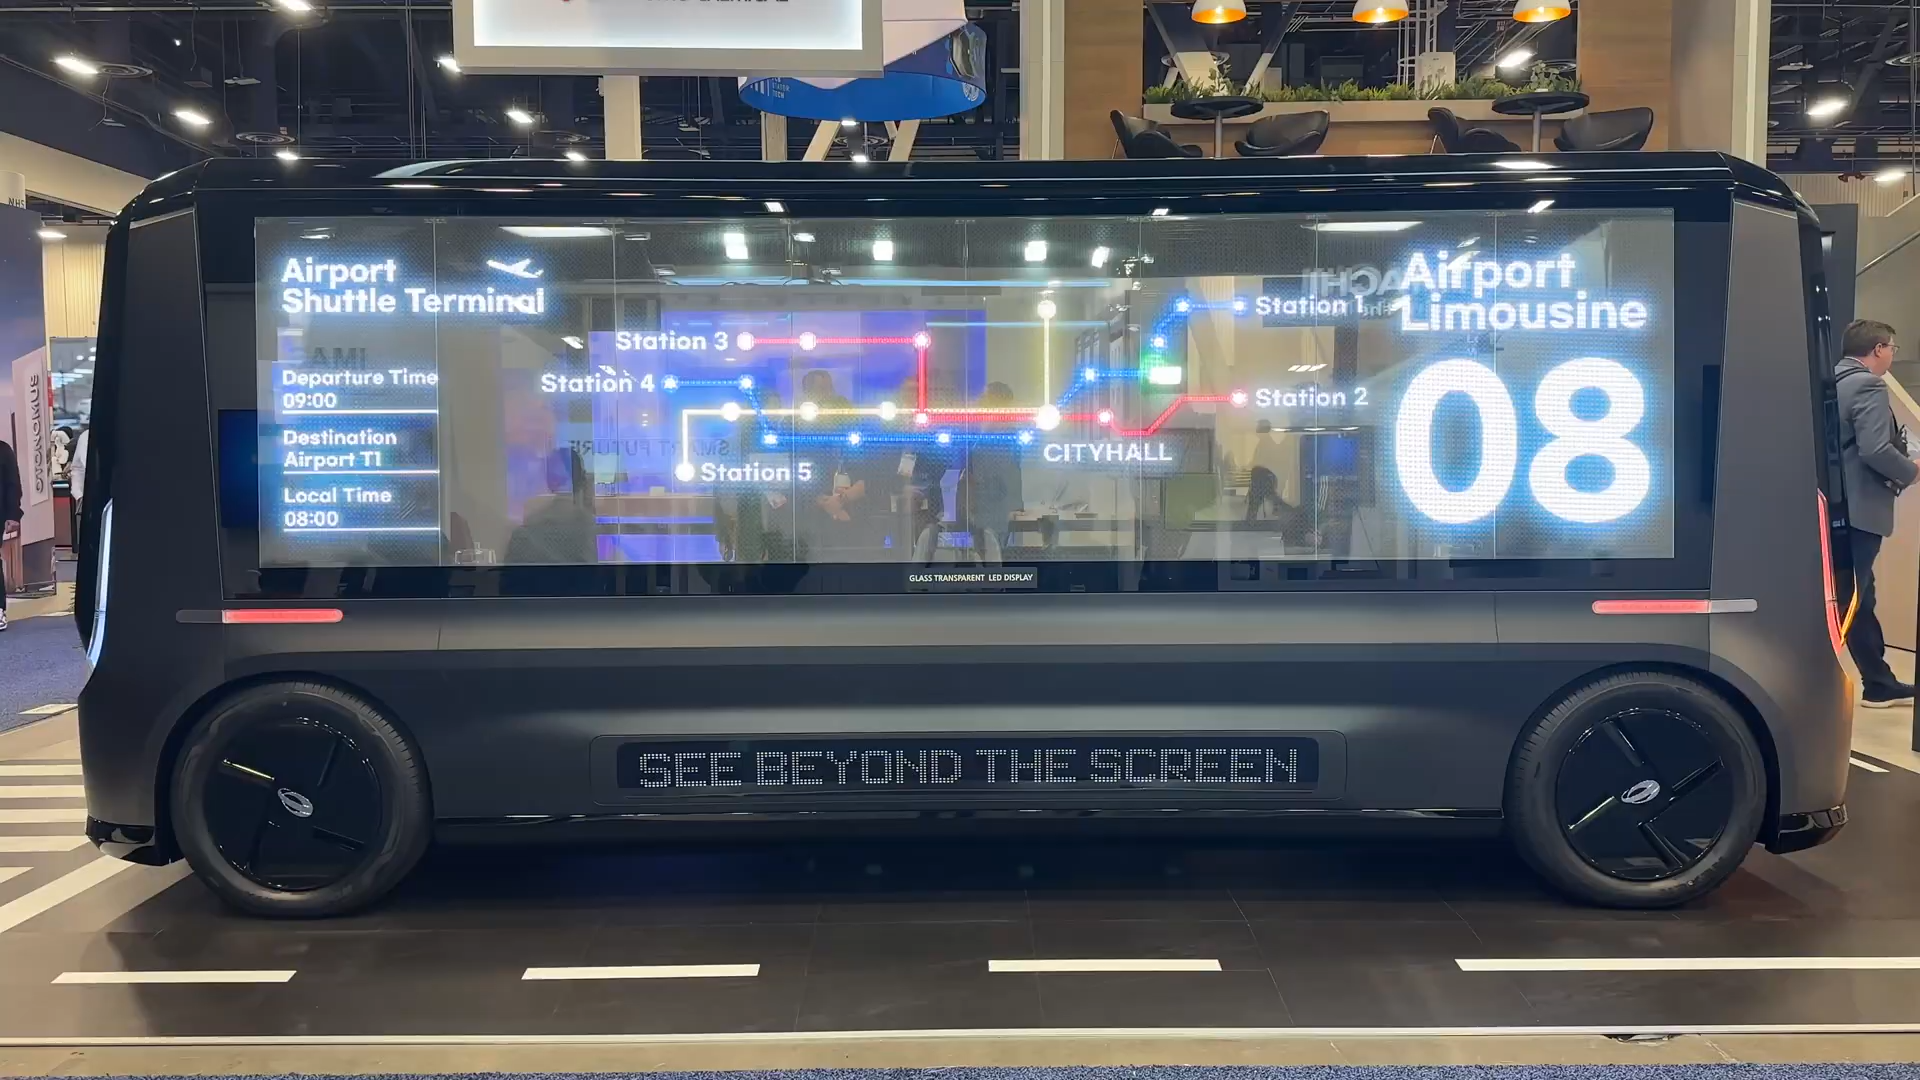 Airport
Shuttle Terminal
Departure Time
09:00
Destination
Airport T1
Local Time
08:00
Station 3
Station 4
Station 5
CITYHALL
Station 1
Station 2
Airport
Limousine
08
GLASS TRANSPARENT LED DISPLAY
SEE BEYOND THE SCREEN